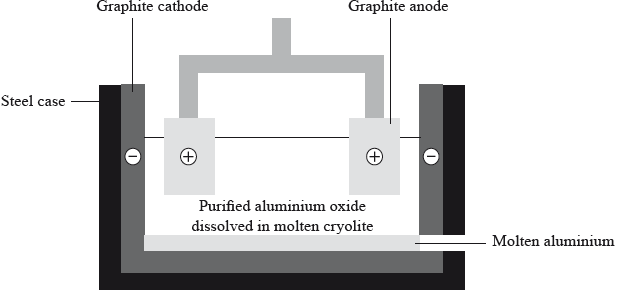 Graphite cathode
Graphite anode
Steel case
− + + −
Purified aluminium oxide
dissolved in molten cryolite
Molten aluminium